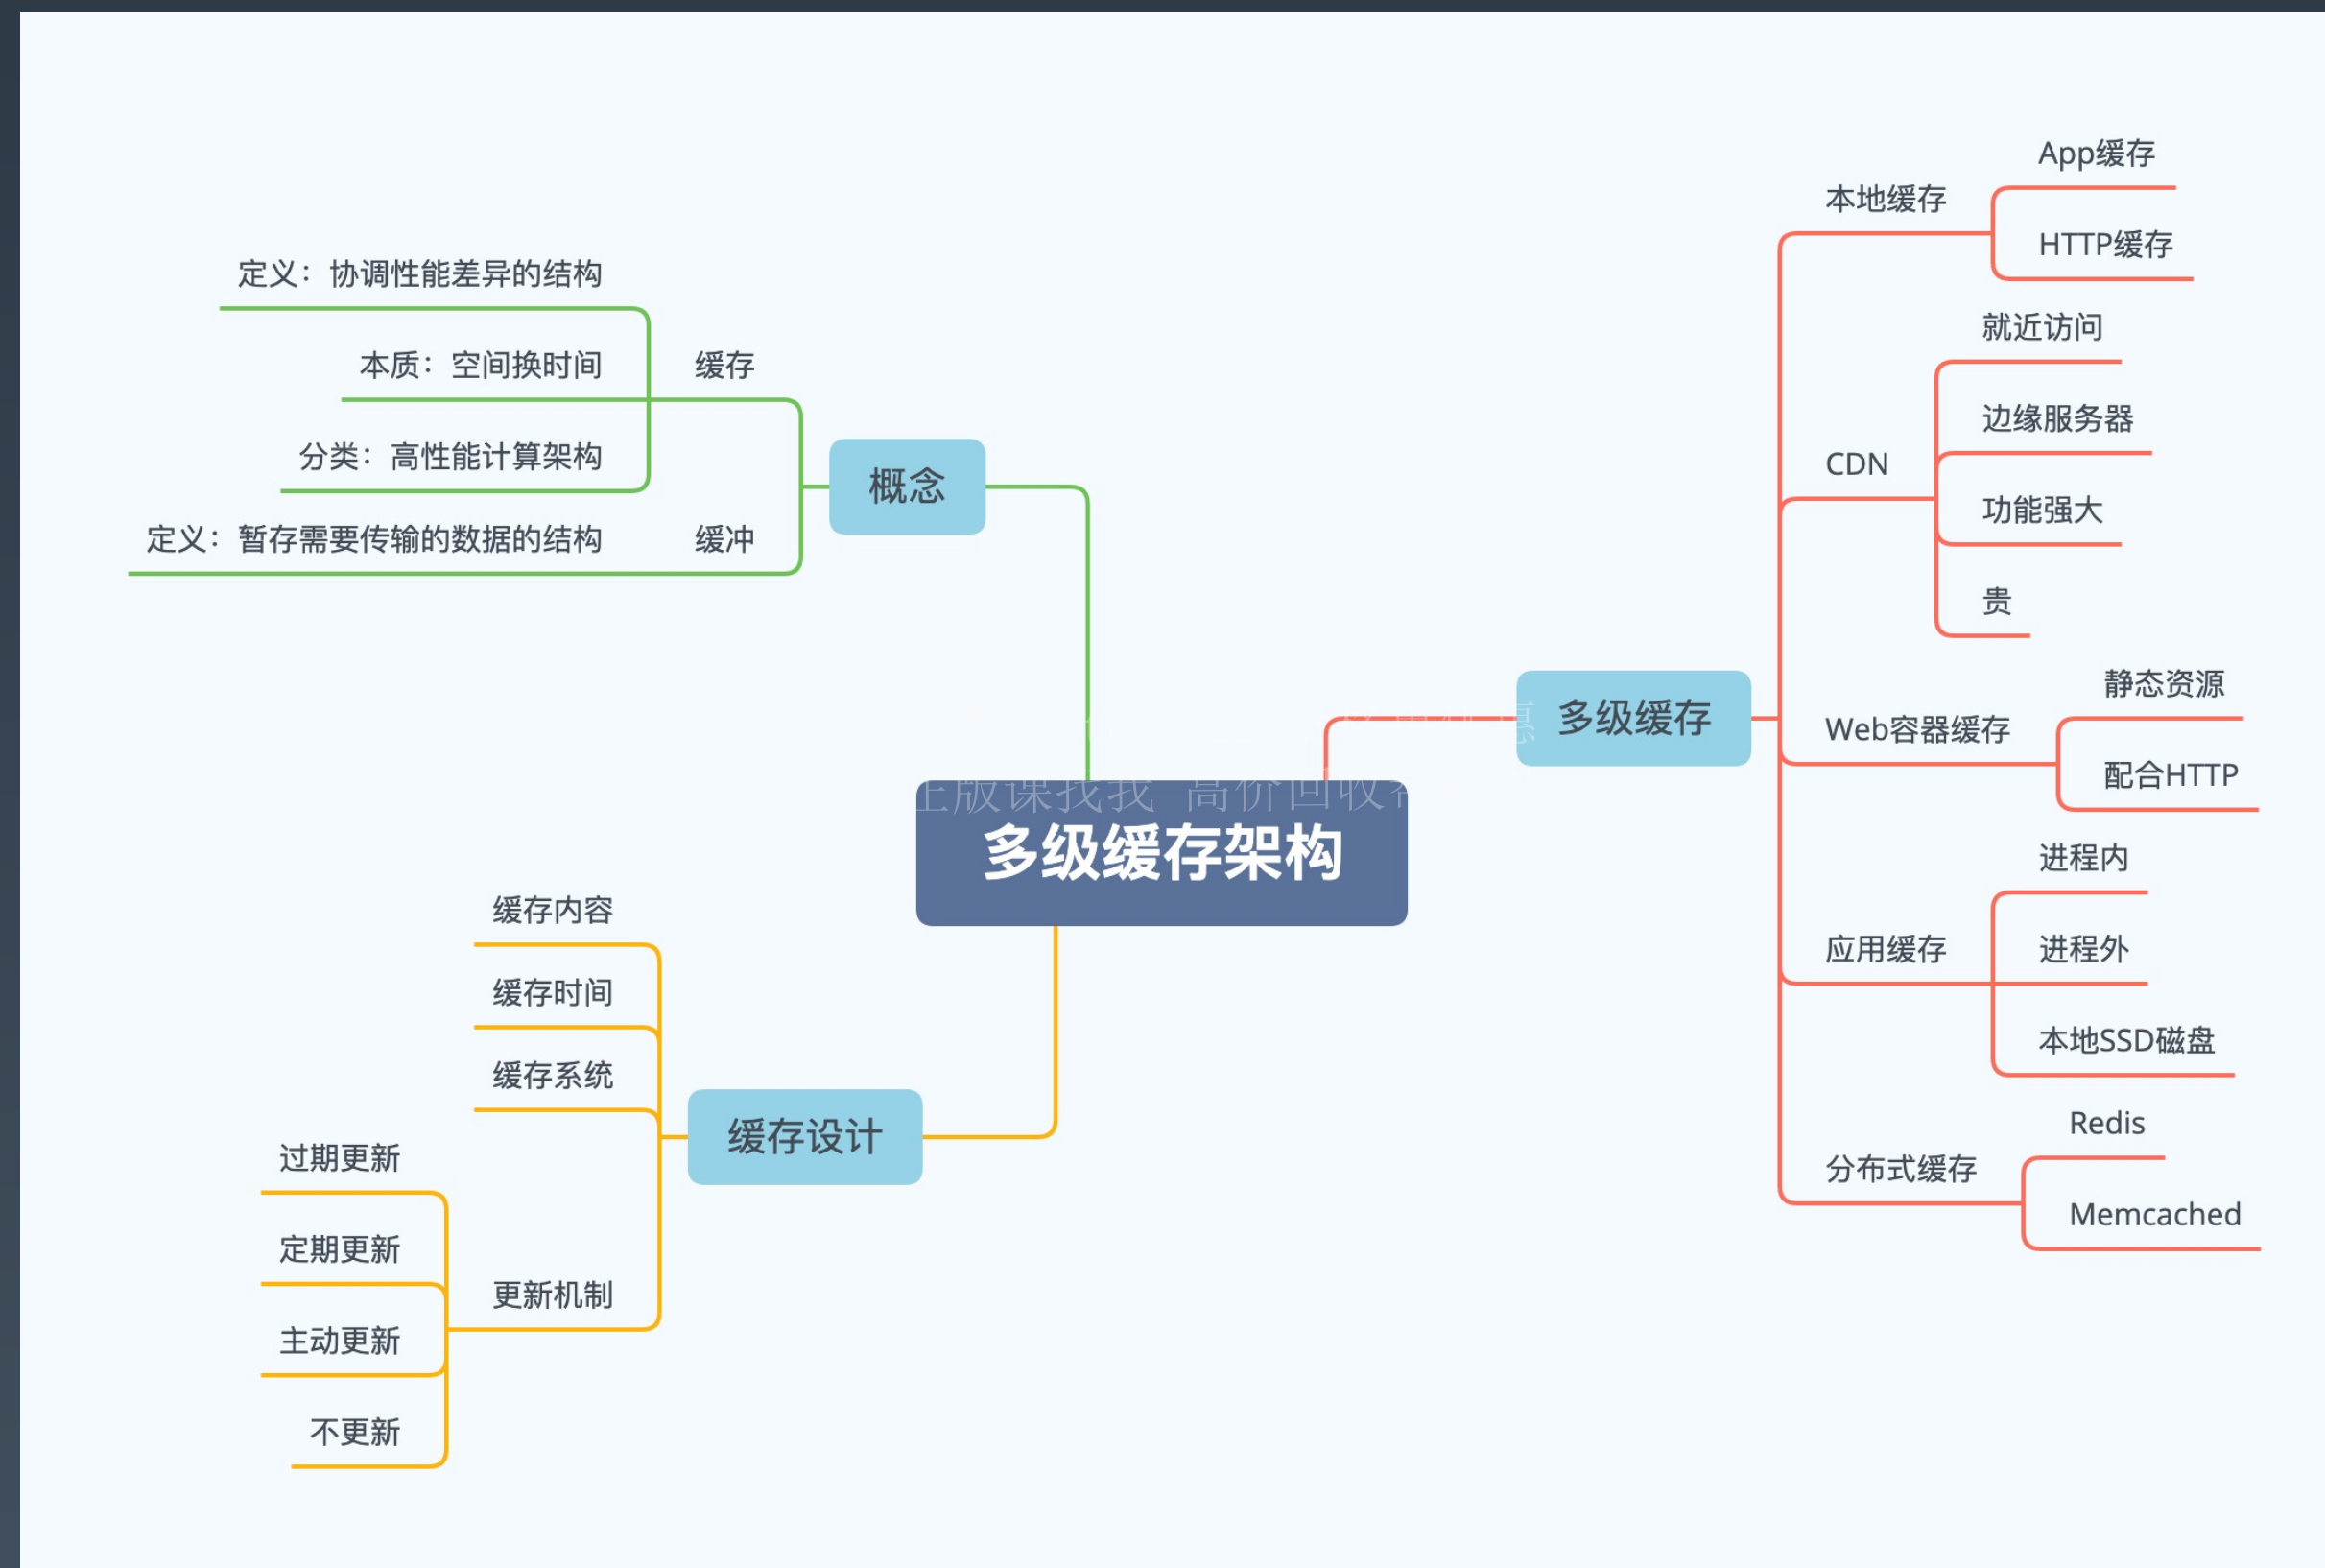 多级缓存架构
概念
缓存
定义：协调性能差异的结构
本质：空间换时间
分类：高性能计算架构
缓冲
定义：暂存需要传输的数据的结构
多级缓存
本地缓存
App缓存
HTTP缓存
CDN
就近访问
边缘服务器
功能强大
贵
Web容器缓存
静态资源
配合HTTP
应用缓存
进程内
进程外
本地SSD磁盘
分布式缓存
Redis
Memcached
缓存设计
缓存内容
缓存时间
缓存系统
更新机制
过期更新
定期更新
主动更新
不更新
版课找我 高价回收